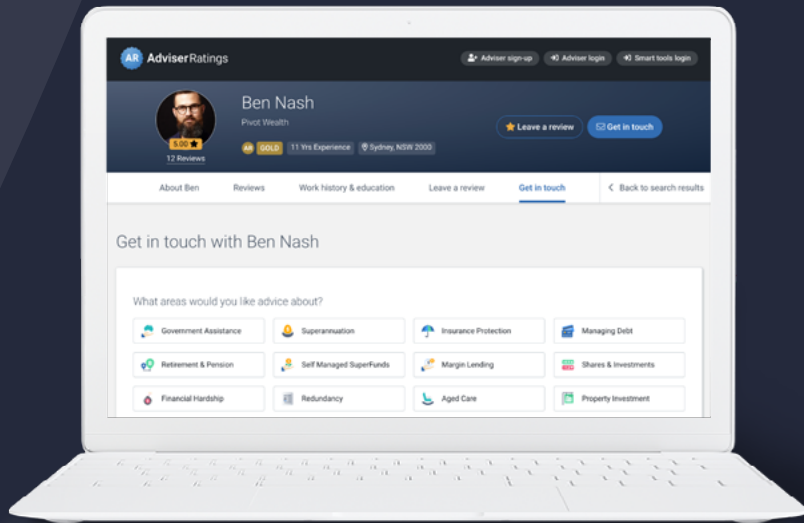 AR AdviserRatings
Adviser sign-up Adviser login Smart tools login
Ben Nash
Pivot Wealth
5.00
12 Reviews
AR GOLD 11 Yrs Experience Sydney, NSW 2000
Leave a review Get in touch
About Ben Reviews Work history & education Leave a review Get in touch Back to search results
Get in touch with Ben Nash
What areas would you like advice about?
Government Assistance Superannuation Insurance Protection Managing Debt
Retirement & Pension Self Managed SuperFunds Margin Lending Shares & Investments
Financial Hardship Redundancy Aged Care Property Investment